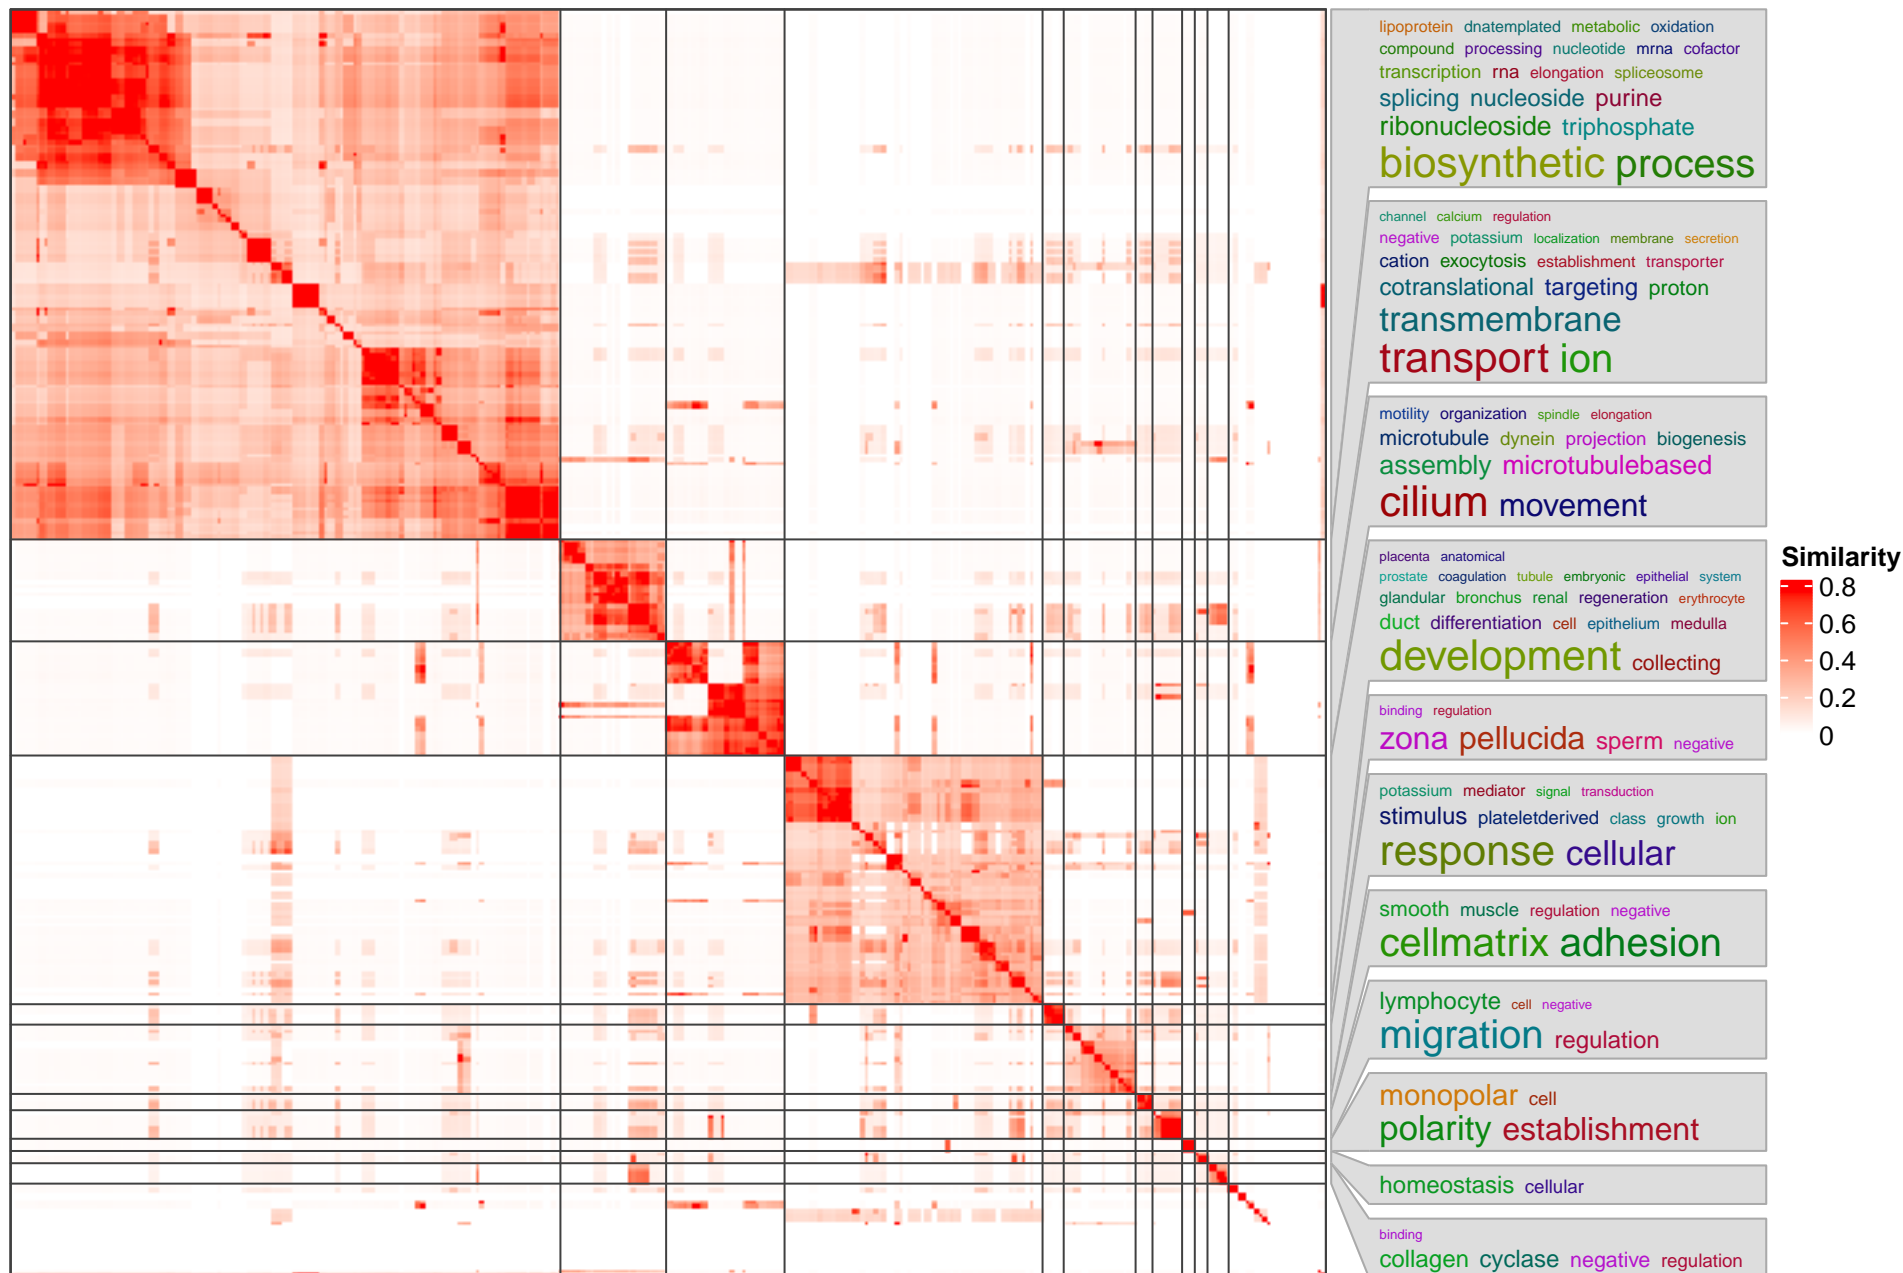 lipoprotein dnatemplated metabolic oxidation
compound processing nucleotide mrna cofactor
transcription rna elongation spliceosome
splicing nucleoside purine
ribonucleoside triphosphate
biosynthetic process
channel calcium regulation
negative potassium localization membrane secretion
cation exocytosis establishment transporter
cotranslational targeting proton
transmembrane
transport ion
motility organization spindle elongation
microtubule dynein projection biogenesis
assembly microtubulebased
cilium movement
placenta anatomical
prostate coagulation tubule embryonic epithelial system
glandular bronchus renal regeneration erythrocyte
duct differentiation cell epithelium medulla
development collecting
binding regulation
zona pellucida sperm negative
potassium mediator signal transduction
stimulus plateletderived class growth ion
response cellular
smooth muscle regulation negative
cellmatrix adhesion
lymphocyte cell negative
migration regulation
monopolar cell
polarity establishment
homeostasis cellular
binding
collagen cyclase negative regulation
Similarity
0.8
0.6
0.4
0.2
0